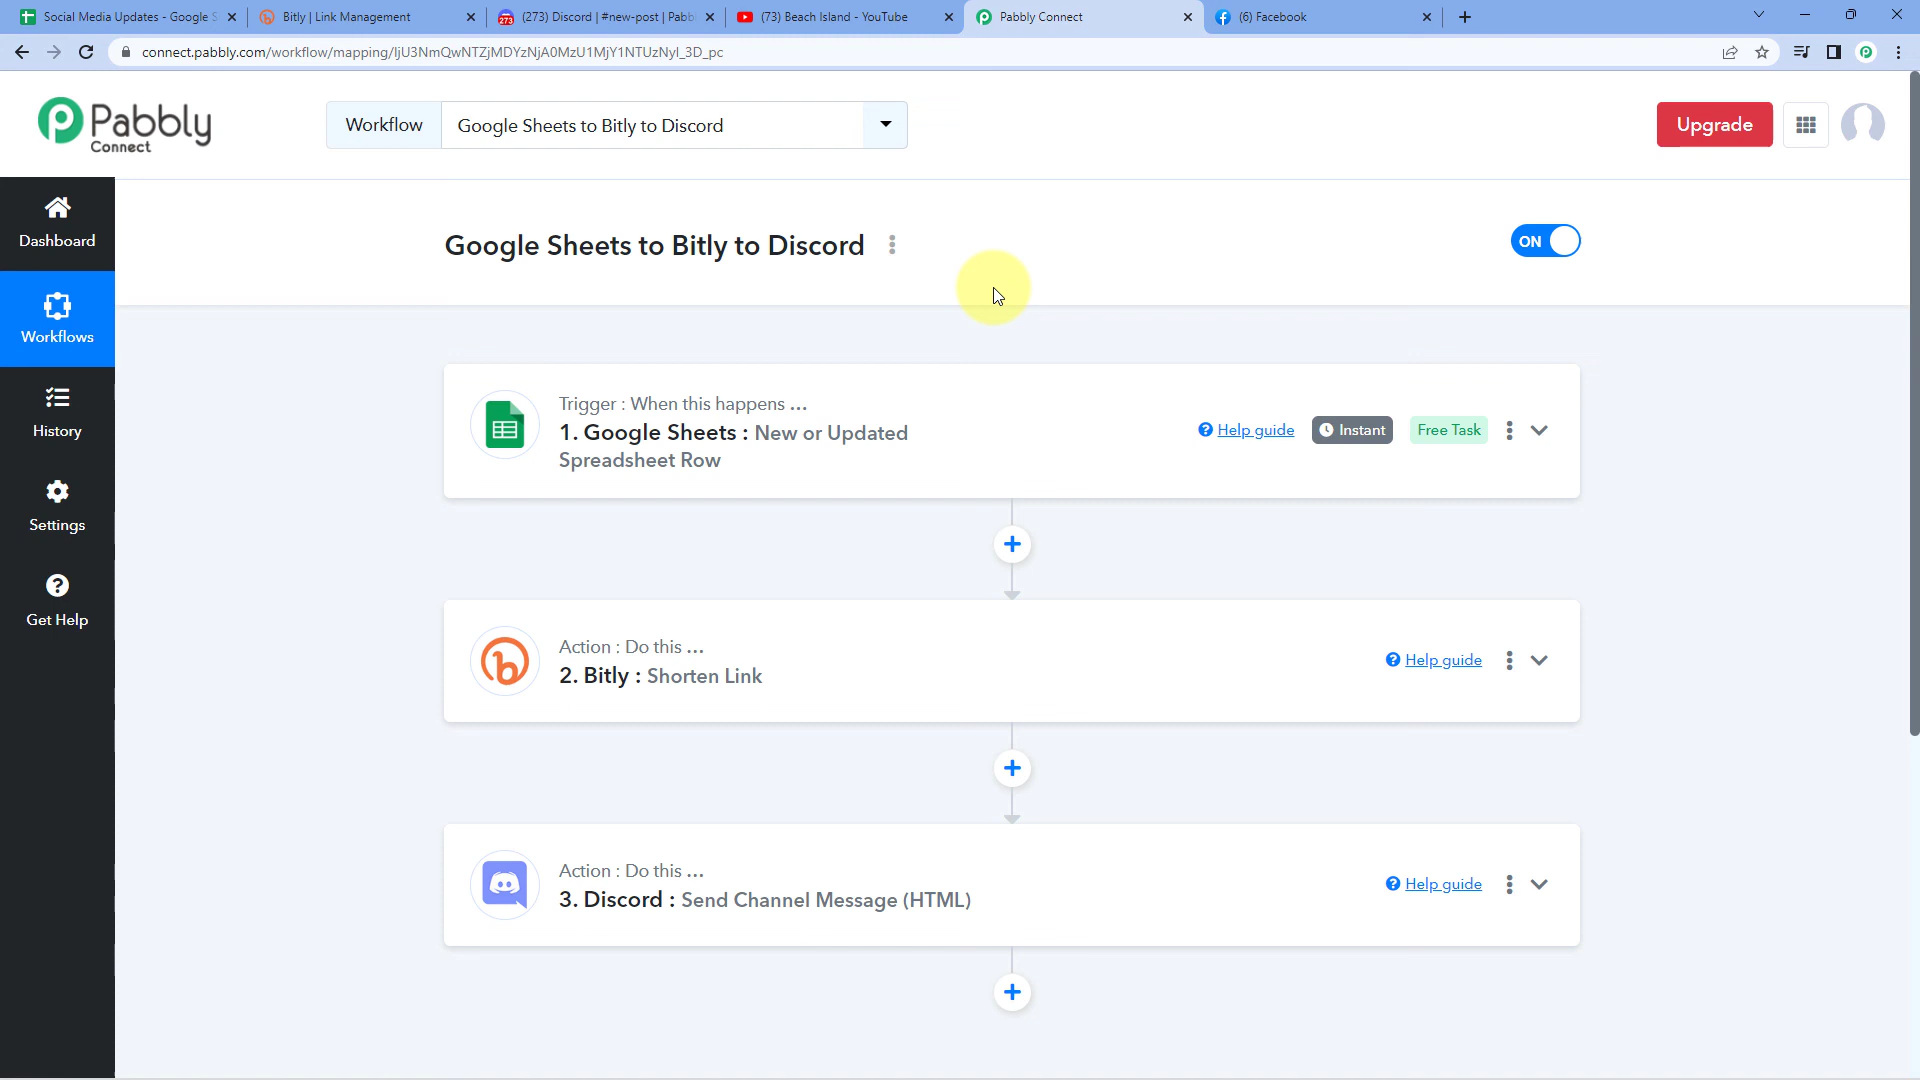 Social Media Updates - Google S
Bitly | Link Management
(273) Discord | #new-post | Pabb
(73) Beach Island - YouTube
Pabbly Connect
(6) Facebook
connect.pabbly.com/workflow/mapping/IjU3NmQwNTZjMDYzNjA0MzU1MjY1NTUzNyI_3D_pc
Pabbly
Connect
Workflow
Google Sheets to Bitly to Discord
Upgrade
Dashboard
Workflows
History
Settings
Get Help
Google Sheets to Bitly to Discord
ON
Trigger : When this happens ...
1. Google Sheets : New or Updated
Spreadsheet Row
Help guide
Instant
Free Task
Action : Do this ...
2. Bitly : Shorten Link
Help guide
Action : Do this ...
3. Discord : Send Channel Message (HTML)
Help guide